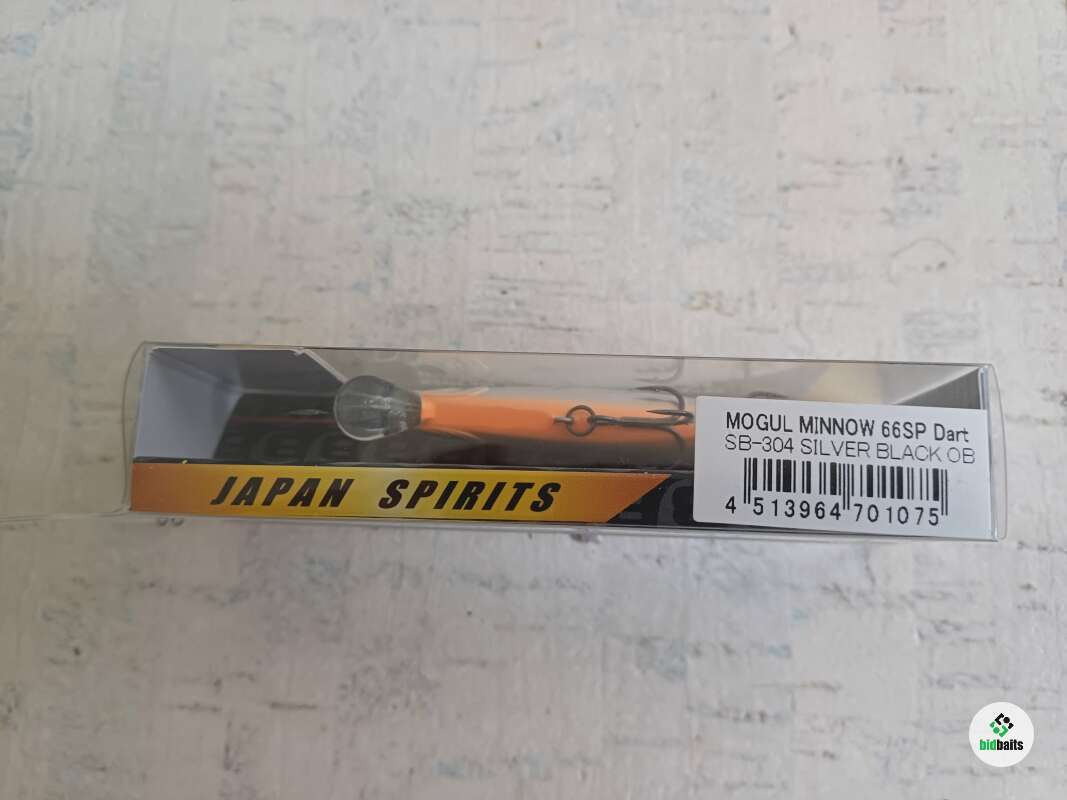 MOGUL MINNOW 66SP Dart
SB-304 SILVER BLACK OB
4 513964 701075
JAPAN SPIRITS
bidbaits